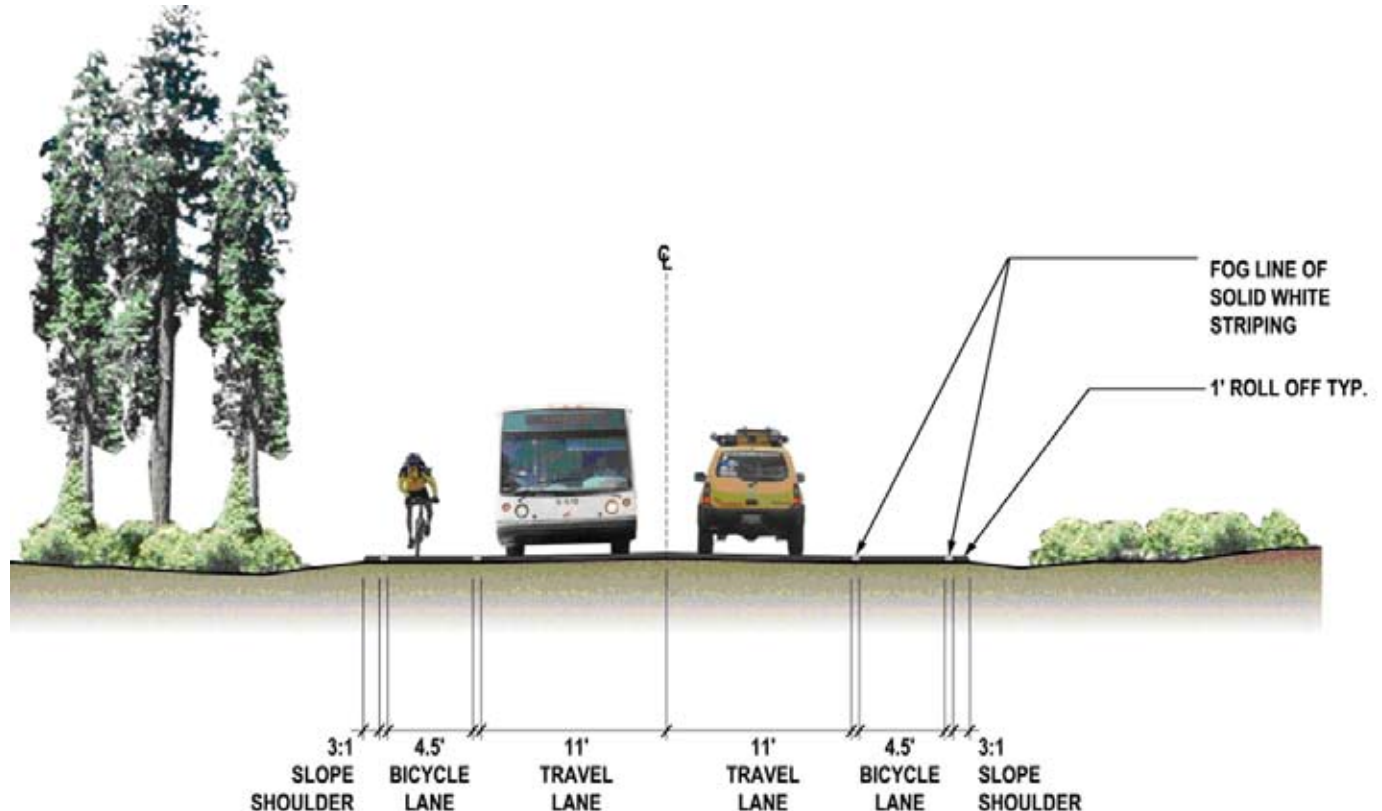 ℄
FOG LINE OF
SOLID WHITE
STRIPING
1' ROLL OFF TYP.
3:1
SLOPE
SHOULDER
4.5'
BICYCLE
LANE
11'
TRAVEL
LANE
11'
TRAVEL
LANE
4.5'
BICYCLE
LANE
3:1
SLOPE
SHOULDER